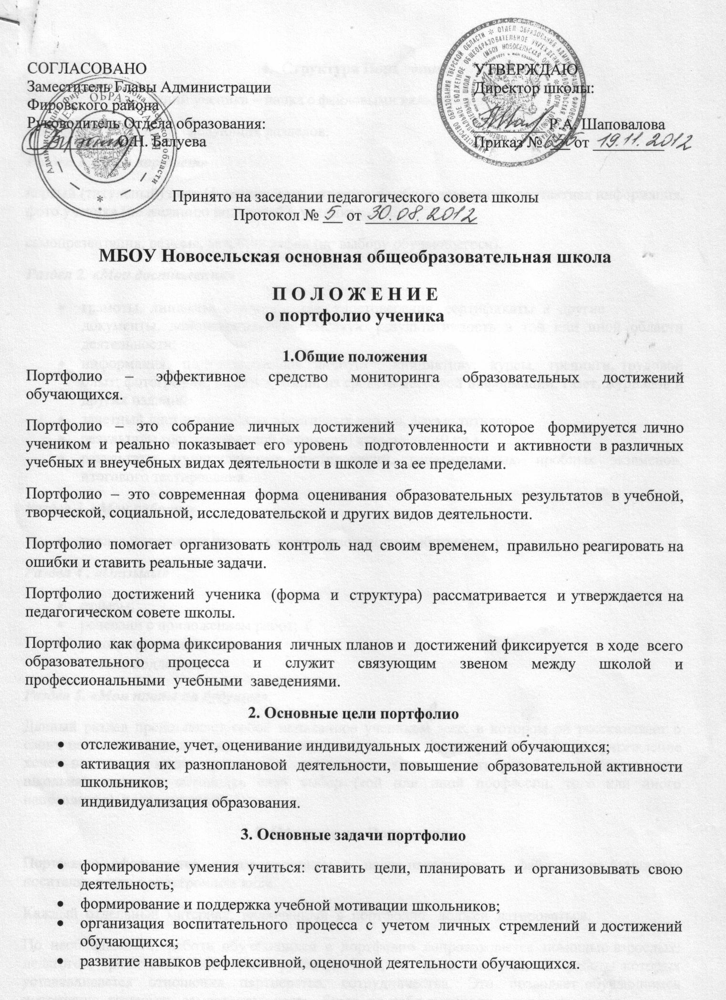 СОГЛАСОВАНО
Заместитель Главы Администрации
Фировского района
Руководитель Отдела образования:
О.Н. Балуева
УТВЕРЖДАЮ
Директор школы:
Р.А. Шаповалова
Приказ № от 19.11.2012
Принято на заседании педагогического совета школы
Протокол № 5 от 30.08.2012
МБОУ Новосельская основная общеобразовательная школа
П О Л О Ж Е Н И Е
о портфолио ученика
1.Общие положения
Портфолио – эффективное средство мониторинга образовательных достижений
обучающихся.
Портфолио – это собрание личных достижений ученика, которое формируется лично
учеником и реально показывает его уровень подготовленности и активности в различных
учебных и внеучебных видах деятельности в школе и за ее пределами.
Портфолио – это современная форма оценивания образовательных результатов в учебной,
творческой, социальной, исследовательской и других видов деятельности.
Портфолио помогает организовать контроль над своим временем, правильно реагировать на
ошибки и ставить реальные задачи.
Портфолио достижений ученика (форма и структура) рассматривается и утверждается на
педагогическом совете школы.
Портфолио как форма фиксирования личных планов и достижений фиксируется в ходе всего
образовательного процесса и служит связующим звеном между школой и
профессиональными учебными заведениями.
2. Основные цели портфолио
• отслеживание, учет, оценивание индивидуальных достижений обучающихся;
• активация их разноплановой деятельности, повышение образовательной активности
школьников;
• индивидуализация образования.
3. Основные задачи портфолио
• формирование умения учиться: ставить цели, планировать и организовывать свою
деятельность;
• формирование и поддержка учебной мотивации школьников;
• организация воспитательного процесса с учетом личных стремлений и достижений
обучающихся;
• развитие навыков рефлексивной, оценочной деятельности обучающихся.